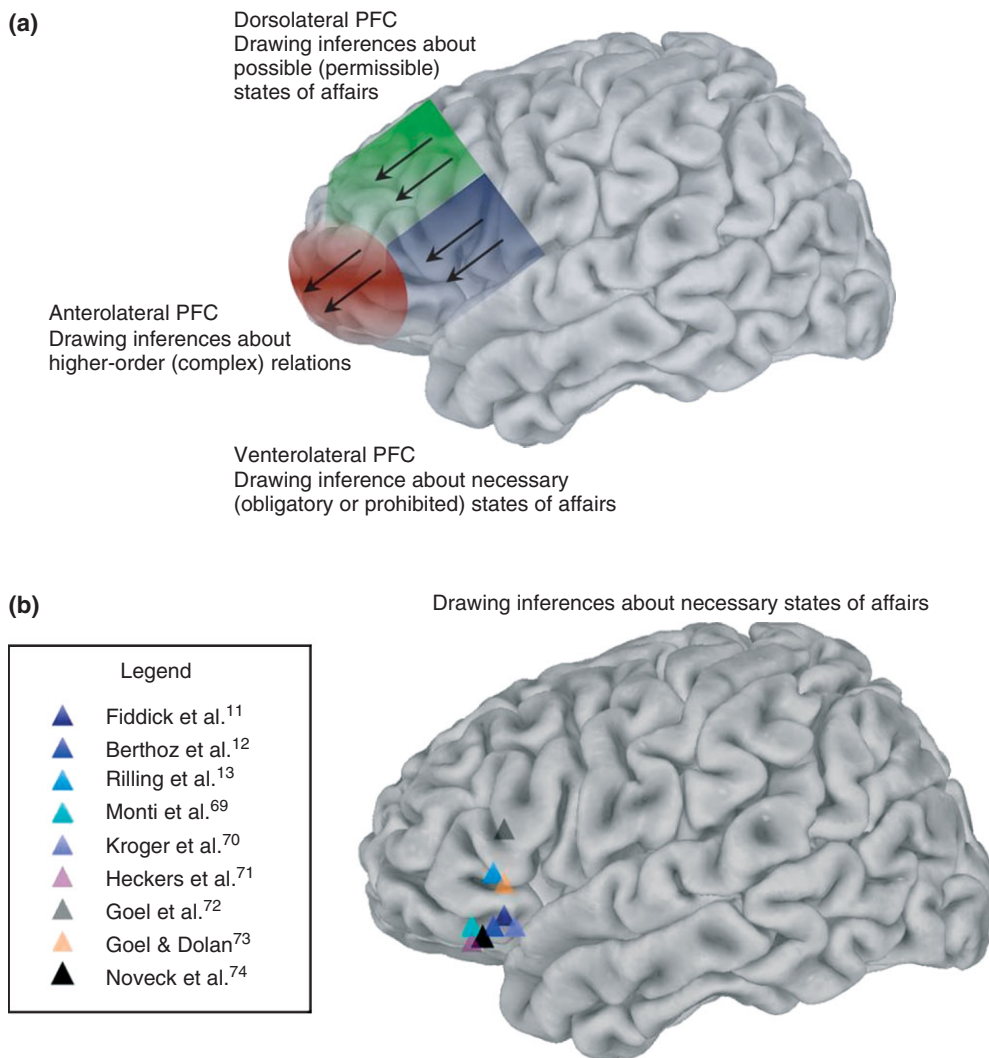 (a)
Dorsolateral PFC
Drawing inferences about
possible (permissible)
states of affairs
Anterolateral PFC
Drawing inferences about
higher-order (complex) relations
Venterolateral PFC
Drawing inference about necessary
(obligatory or prohibited) states of affairs
(b)
Drawing inferences about necessary states of affairs
Legend
Fiddick et al.11
Berthoz et al.12
Rilling et al.13
Monti et al.69
Kroger et al.70
Heckers et al.71
Goel et al.72
Goel & Dolan73
Noveck et al.74